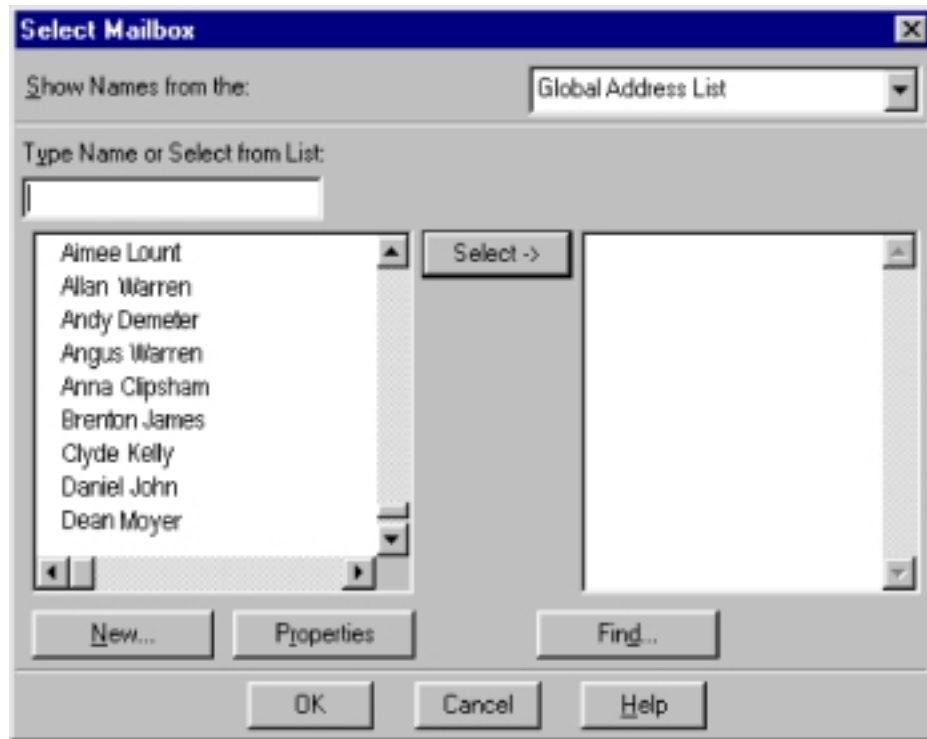 Select Mailbox
Show Names from the: Global Address List
Type Name or Select from List:
Aimee Lount
Allan Warren
Andy Demeter
Angus Warren
Anna Clipsham
Brenton James
Clyde Kelly
Daniel John
Dean Moyer
Select ->
New... Properties Find...
OK Cancel Help